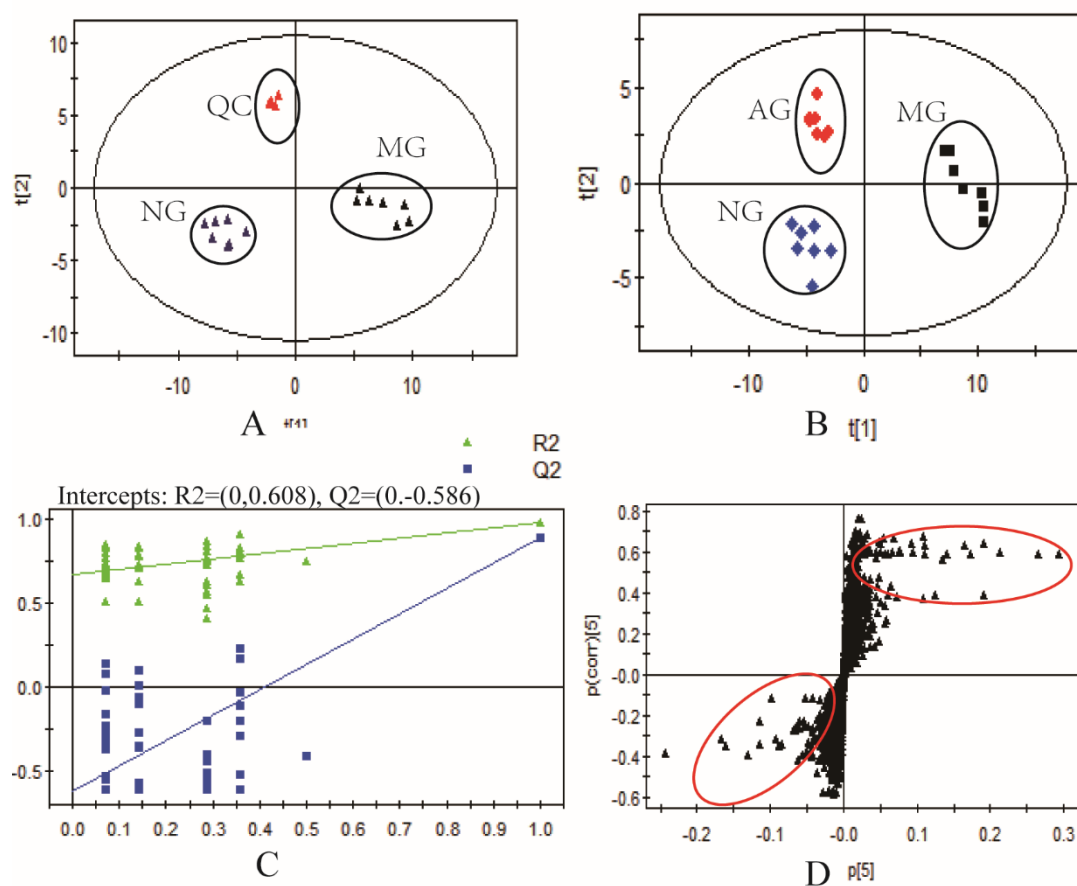 10
5
0
-5
-10
t[2]
QC
MG
NG
-10
0
10
A
5
0
-5
t[2]
AG
MG
NG
-10
0
10
B
t[1]
R2
Q2
Intercepts: R2=(0,0.608), Q2=(0.-0.586)
1.0
0.5
0.0
-0.5
0.0 0.1 0.2 0.3 0.4 0.5 0.6 0.7 0.8 0.9 1.0
C
0.8
0.6
0.4
0.2
-0.0
-0.2
-0.4
-0.6
p(corr)[5]
-0.2 -0.1 -0.0 0.1 0.2 0.3
D
p[5]